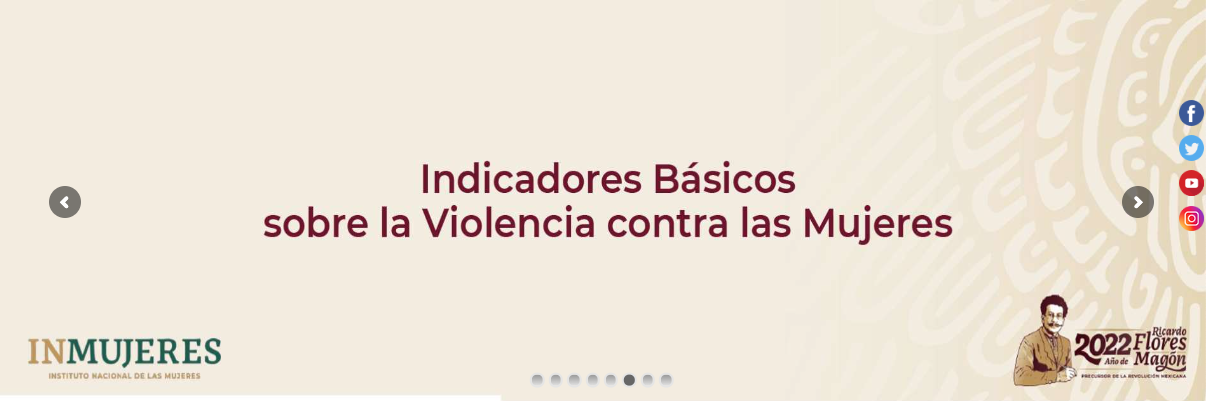 Indicadores Básicos
sobre la Violencia contra las Mujeres
INMUJERES
INSTITUTO NACIONAL DE LAS MUJERES
2022 Ricardo
Flores
Año de Magón
PRECURSOR DE LA REVOLUCIÓN MEXICANA